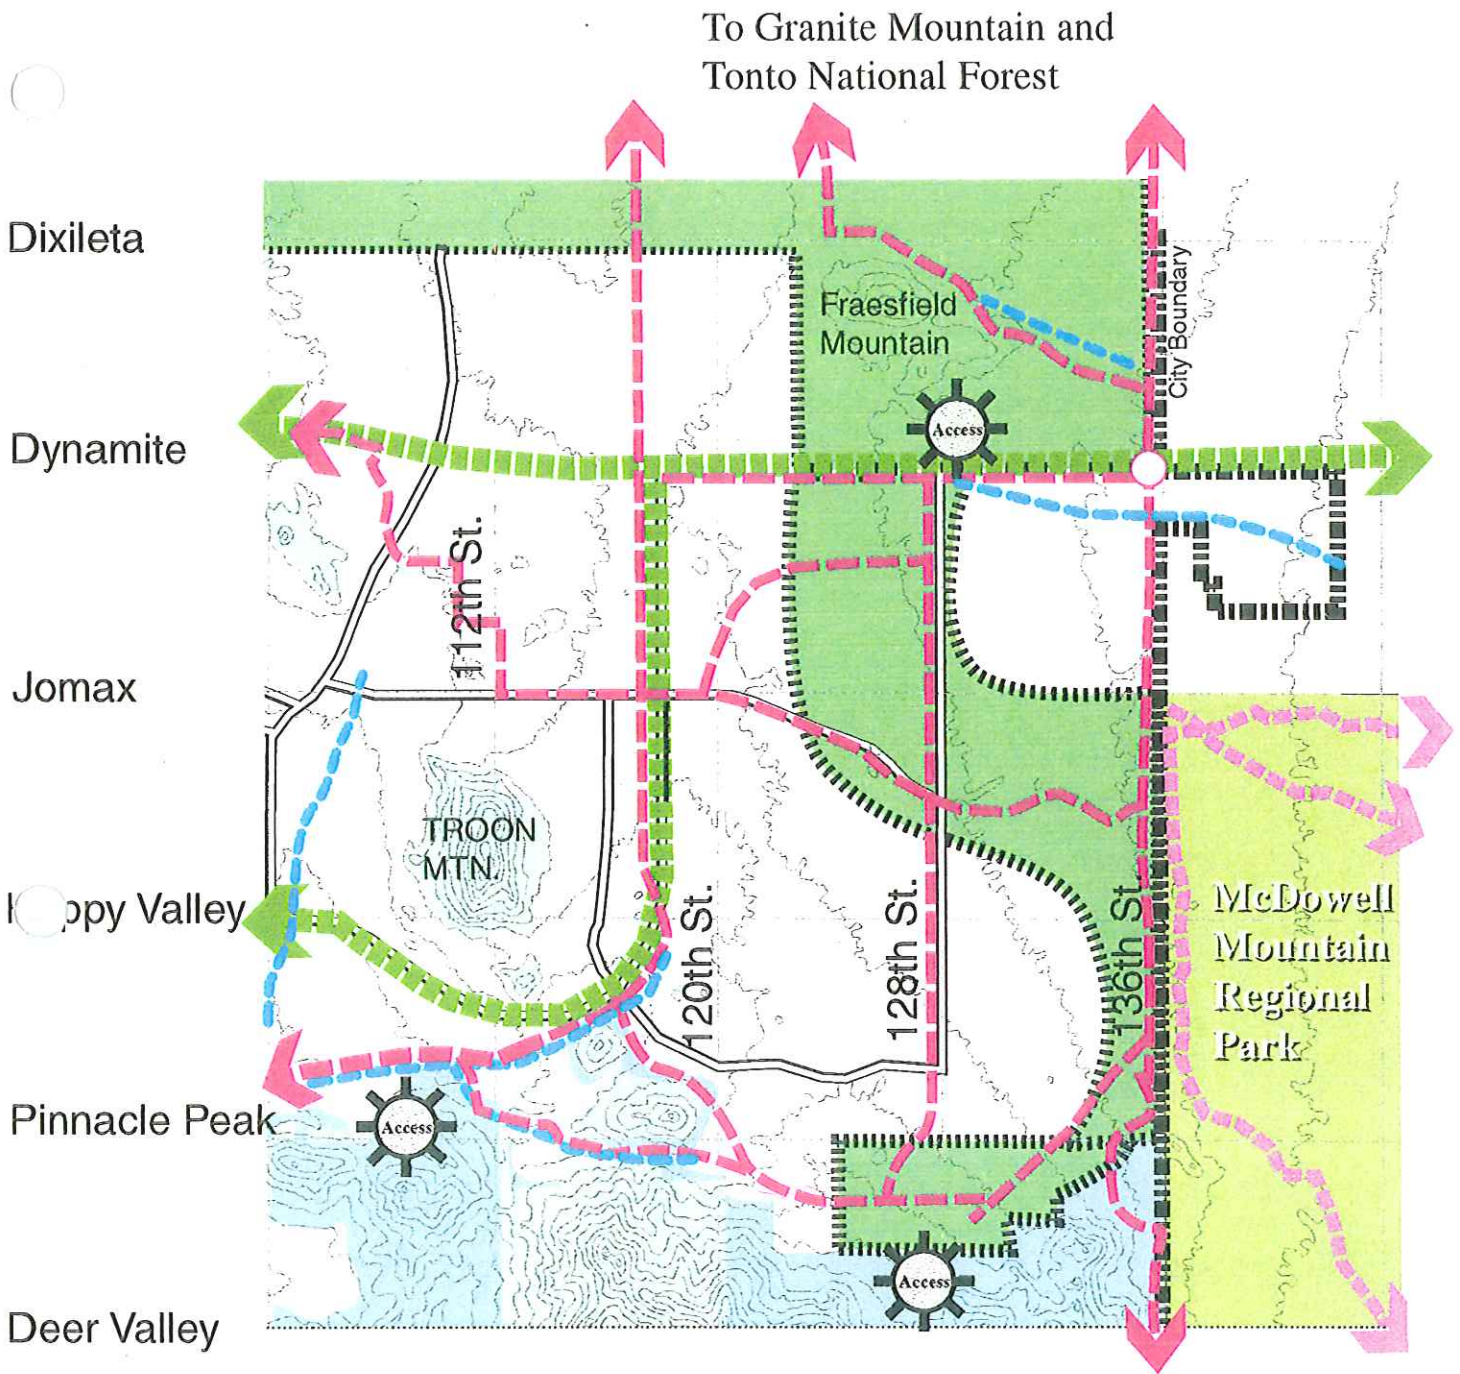 To Granite Mountain and
Tonto National Forest
Dixileta
City Boundary
Fraesfield
Mountain
Access
Dynamite
112th St.
Jomax
TROON
MTN.
Valley
120th St.
128th St.
136th St.
McDowell
Mountain
Regional
Park
Pinnacle Peak
Access
Access
Deer Valley